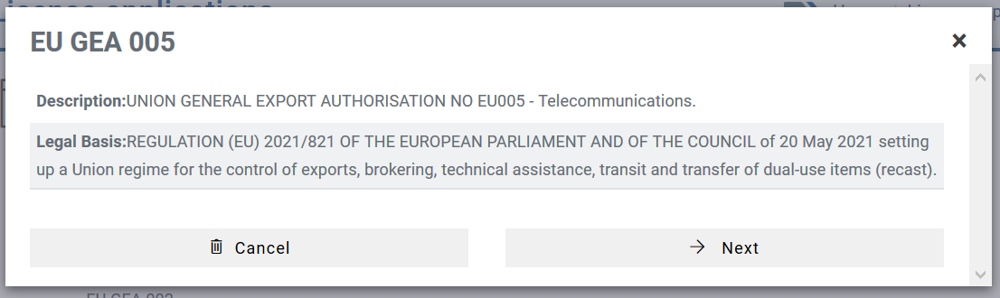 EU GEA 005
Description:UNION GENERAL EXPORT AUTHORISATION NO EU005 - Telecommunications.
Legal Basis:REGULATION (EU) 2021/821 OF THE EUROPEAN PARLIAMENT AND OF THE COUNCIL of 20 May 2021 setting
up a Union regime for the control of exports, brokering, technical assistance, transit and transfer of dual-use items (recast).
Cancel
Next